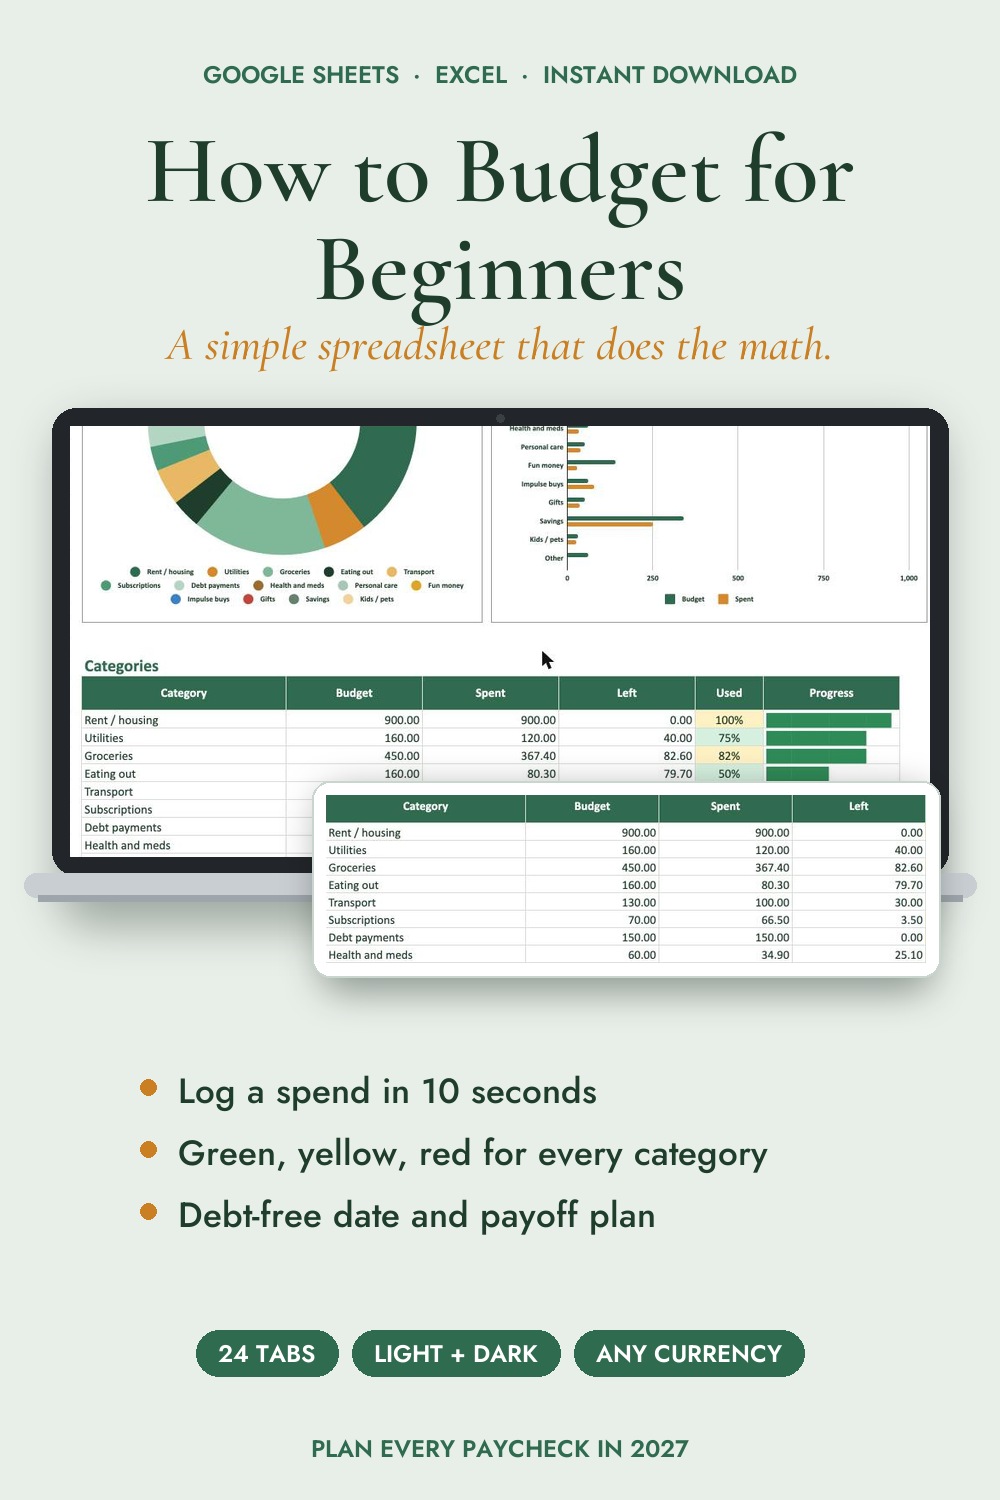 GOOGLE SHEETS · EXCEL · INSTANT DOWNLOAD
How to Budget for
Beginners
A simple spreadsheet that does the math.
Rent / housing Utilities Groceries Eating out Transport
Subscriptions Debt payments Health and meds Personal care Fun money
Impulse buys Gifts Savings Kids / pets
Health and meds
Personal care
Fun money
Impulse buys
Gifts
Savings
Kids / pets
Other
0 250 500 750 1,000
Budget Spent
Categories
Category Budget Spent Left Used Progress
Rent / housing 900.00 900.00 0.00 100%
Utilities 160.00 120.00 40.00 75%
Groceries 450.00 367.40 82.60 82%
Eating out 160.00 80.30 79.70 50%
Transport
Subscriptions
Debt payments
Health and meds
Category Budget Spent Left
Rent / housing 900.00 900.00 0.00
Utilities 160.00 120.00 40.00
Groceries 450.00 367.40 82.60
Eating out 160.00 80.30 79.70
Transport 130.00 100.00 30.00
Subscriptions 70.00 66.50 3.50
Debt payments 150.00 150.00 0.00
Health and meds 60.00 34.90 25.10
Log a spend in 10 seconds
Green, yellow, red for every category
Debt-free date and payoff plan
24 TABS LIGHT + DARK ANY CURRENCY
PLAN EVERY PAYCHECK IN 2027